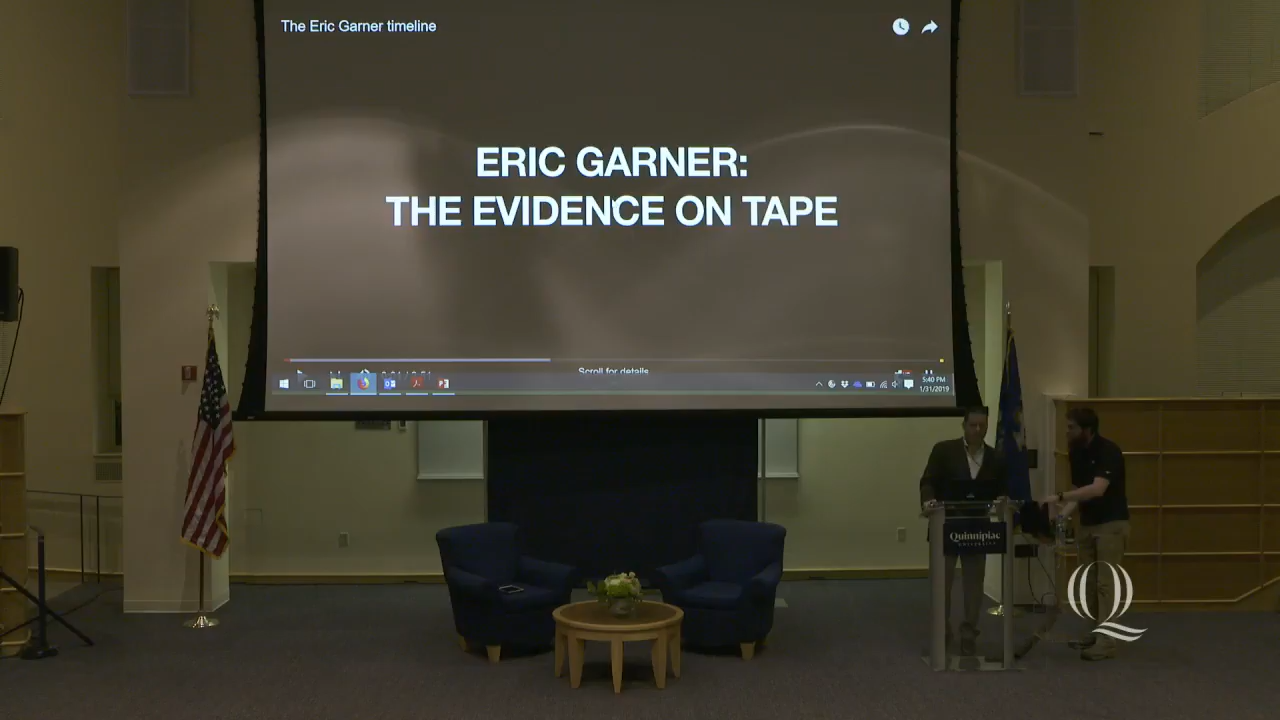 The Eric Garner timeline
ERIC GARNER:
THE EVIDENCE ON TAPE
Scroll for details
5:40 PM
1/31/2019
Quinnipiac
UNIVERSITY
Q